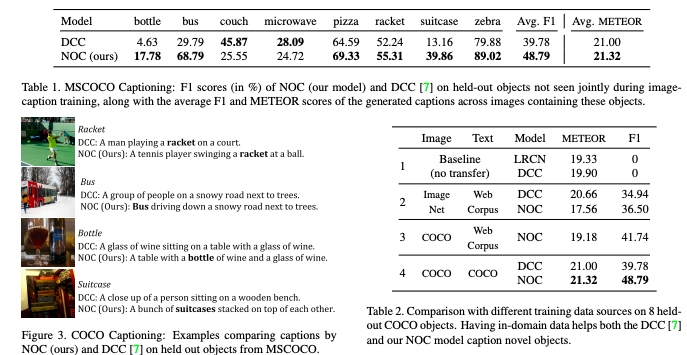 Model bottle bus couch microwave pizza racket suitcase zebra Avg. F1 Avg. METEOR
DCC 4.63 29.79 45.87 28.09 64.59 52.24 13.16 79.88 39.78 21.00
NOC (ours) 17.78 68.79 25.55 24.72 69.33 55.31 39.86 89.02 48.79 21.32
Table 1. MSCOCO Captioning: F1 scores (in %) of NOC (our model) and DCC [7] on held-out objects not seen jointly during image-
caption training, along with the average F1 and METEOR scores of the generated captions across images containing these objects.
Racket
DCC: A man playing a racket on a court.
NOC (Ours): A tennis player swinging a racket at a ball.
Bus
DCC: A group of people on a snowy road next to trees.
NOC (Ours): Bus driving down a snowy road next to trees.
Bottle
DCC: A glass of wine sitting on a table with a glass of wine.
NOC (Ours): A table with a bottle of wine and a glass of wine.
Suitcase
DCC: A close up of a person sitting on a wooden bench.
NOC (Ours): A bunch of suitcases stacked on top of each other.
Figure 3. COCO Captioning: Examples comparing captions by
NOC (ours) and DCC [7] on held out objects from MSCOCO.
Image Text Model METEOR F1
1 Baseline LRCN 19.33 0
(no transfer) DCC 19.90 0
2 Image Web DCC 20.66 34.94
Net Corpus NOC 17.56 36.50
3 COCO Web Corpus NOC 19.18 41.74
4 COCO COCO DCC 21.00 39.78
NOC 21.32 48.79
Table 2. Comparison with different training data sources on 8 held-
out COCO objects. Having in-domain data helps both the DCC [7]
and our NOC model caption novel objects.